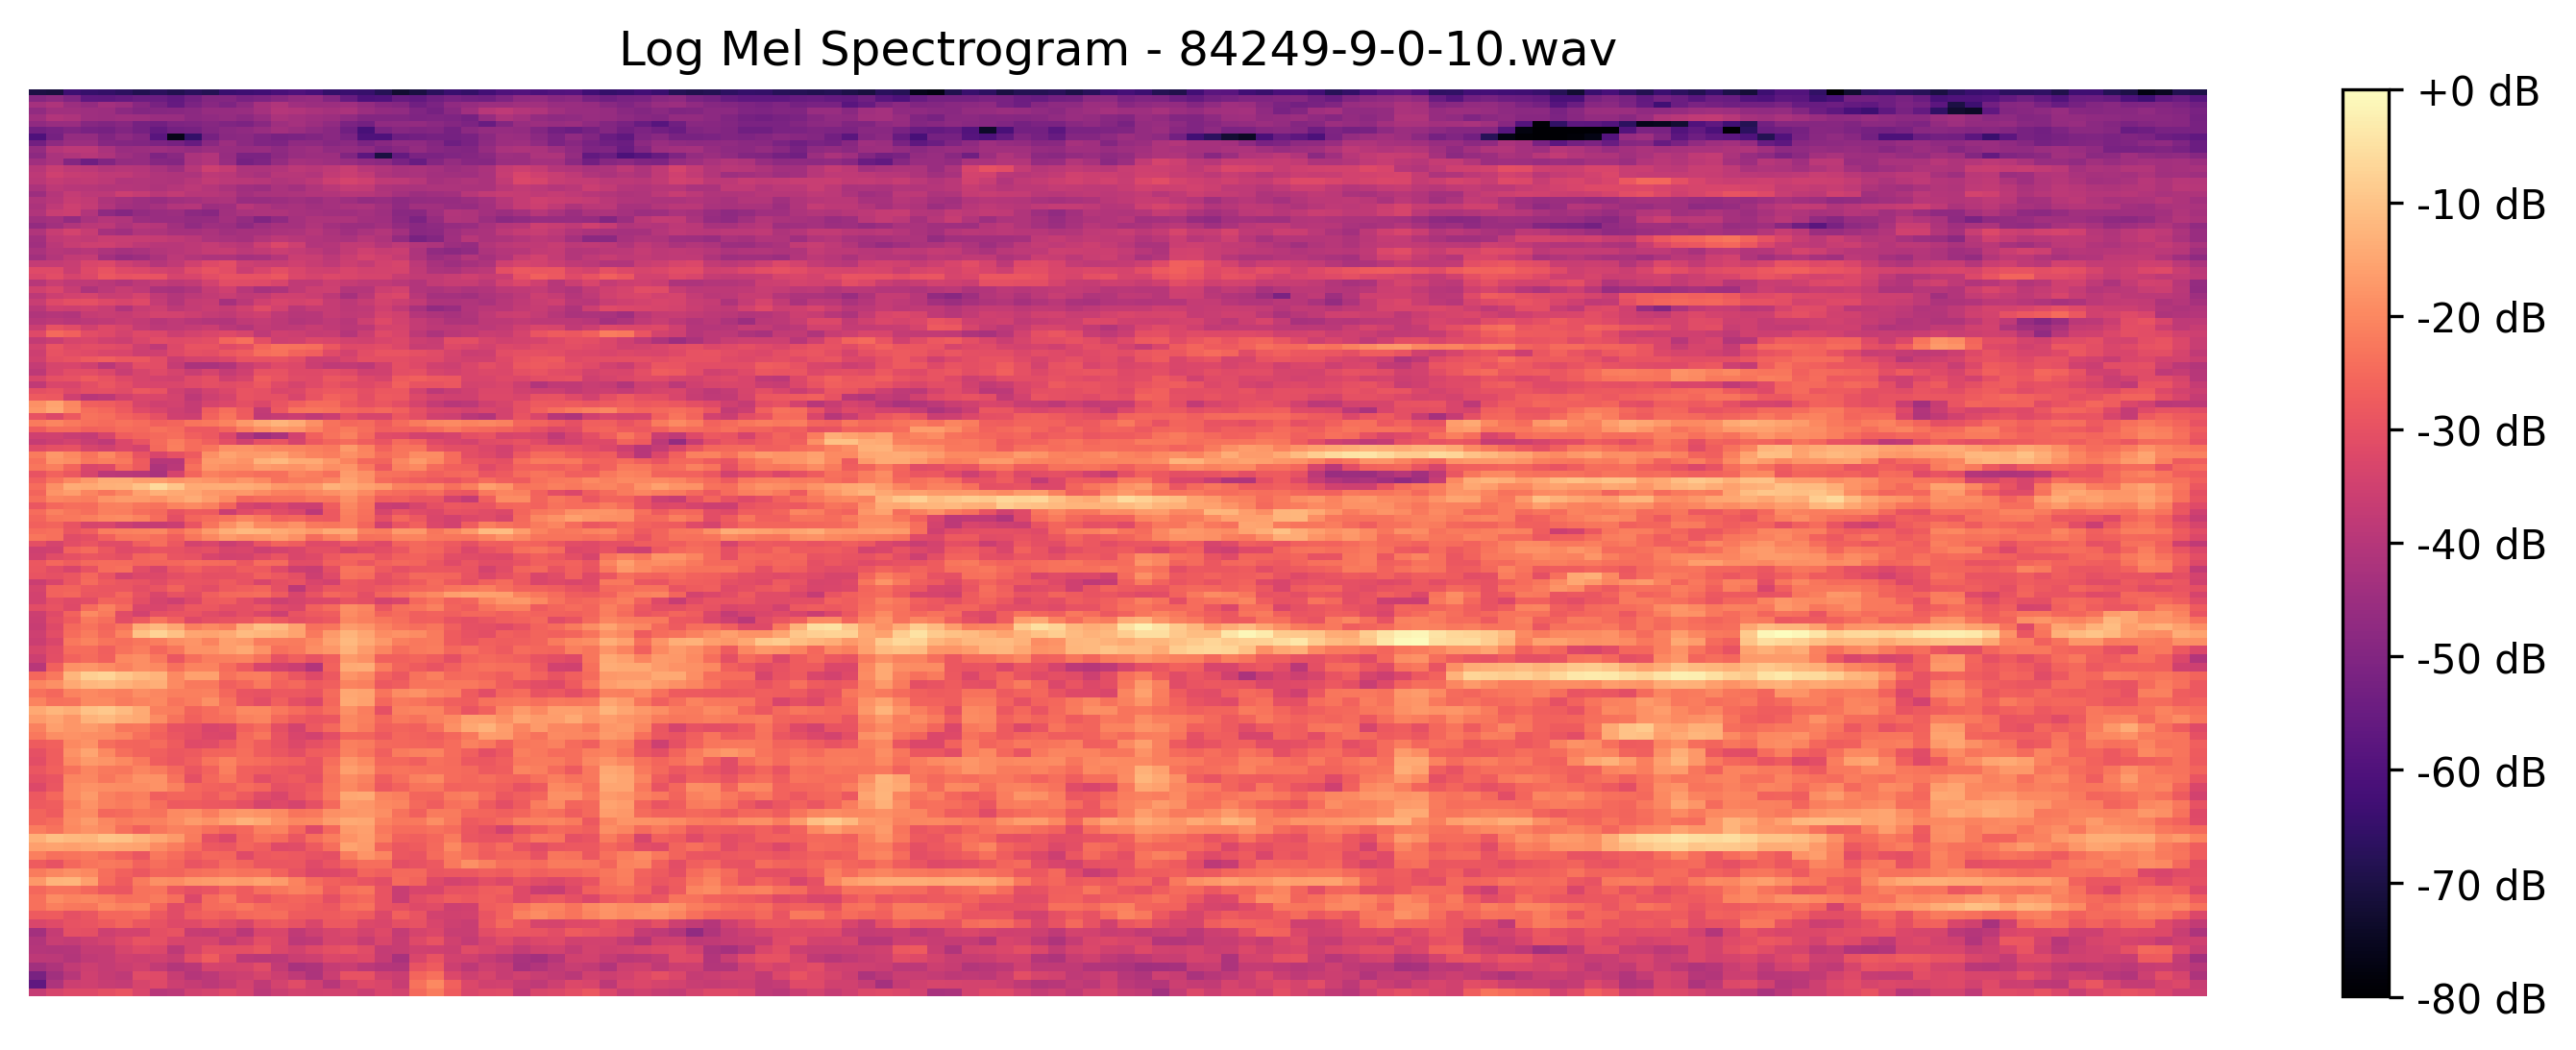 Log Mel Spectrogram - 84249-9-0-10.wav
+0 dB
-10 dB
-20 dB
-30 dB
-40 dB
-50 dB
-60 dB
-70 dB
-80 dB